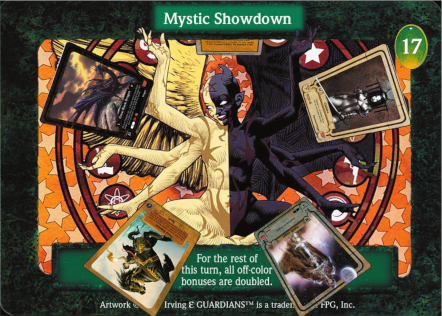 Mystic Showdown
17
For the rest of
this turn, all off-color
bonuses are doubled.
Artwork Irving E GUARDIANS™ is a FPG, Inc.